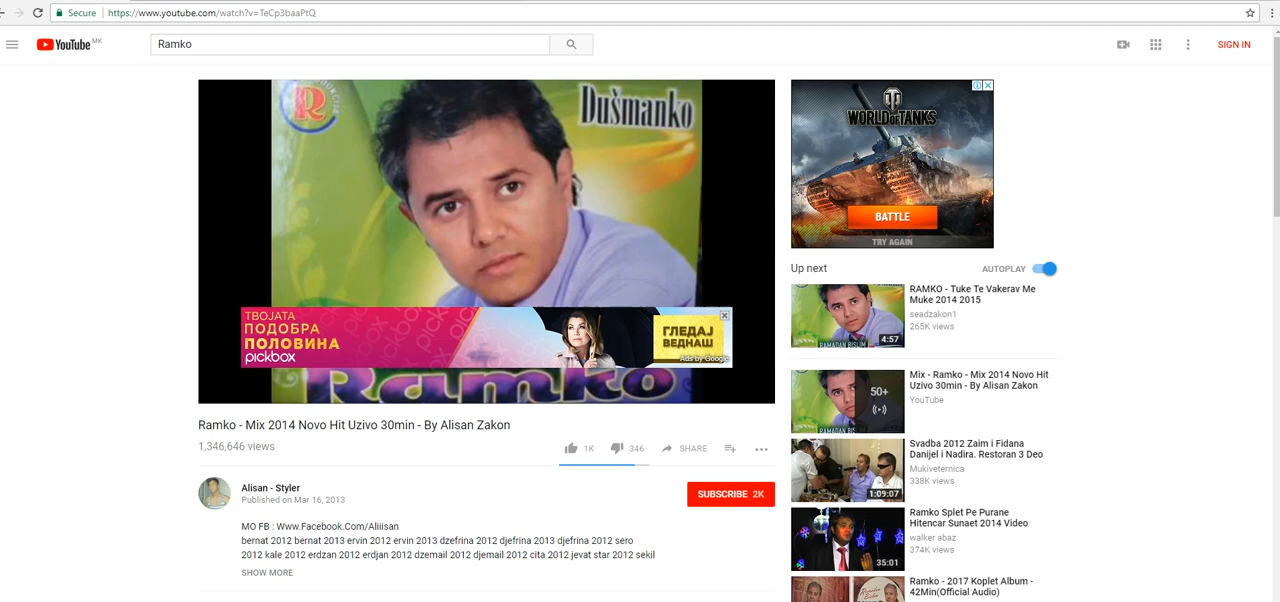 Secure
https://www.youtube.com/watch?v=TeCp3baaPtQ
YouTube MK
Ramko
SIGN IN
R
Dušmanko
ТВОЈАТА
ПОДОБРА
ПОЛОВИНА
pickbox
ГЛЕДАЈ
ВЕДНАШ
Ads by Google
Ramko
Ramko - Mix 2014 Novo Hit Uzivo 30min - By Alisan Zakon
1,346,646 views
1K
346
SHARE
Alisan - Styler
Published on Mar 16, 2013
SUBSCRIBE 2K
MO FB : Www.Facebook.Com/Aliiisan
bernat 2012 bernat 2013 ervin 2012 ervin 2013 dzefrina 2012 djefrina 2013 djefrina 2012 sero
2012 kale 2012 erdzan 2012 erdjan 2012 dzemail 2012 djemail 2012 cita 2012 jevat star 2012 sekil
SHOW MORE
WORLD OF TANKS
BATTLE
TRY AGAIN
Up next
AUTOPLAY
RAMADAN BISLIM
4:57
RAMKO - Tuke Te Vakerav Me
Muke 2014 2015
seadzakon1
265K views
50+
RAMADAN BISLIM
Mix - Ramko - Mix 2014 Novo Hit
Uzivo 30min - By Alisan Zakon
YouTube
1:09:07
Svadba 2012 Zaim i Fidana
Danijel i Nadira. Restoran 3 Deo
Mukiveternica
338K views
35:01
Ramko Splet Pe Purane
Hitencar Sunaet 2014 Video
walker abaz
374K views
Ramko - 2017 Koplet Album -
42Min(Official Audio)